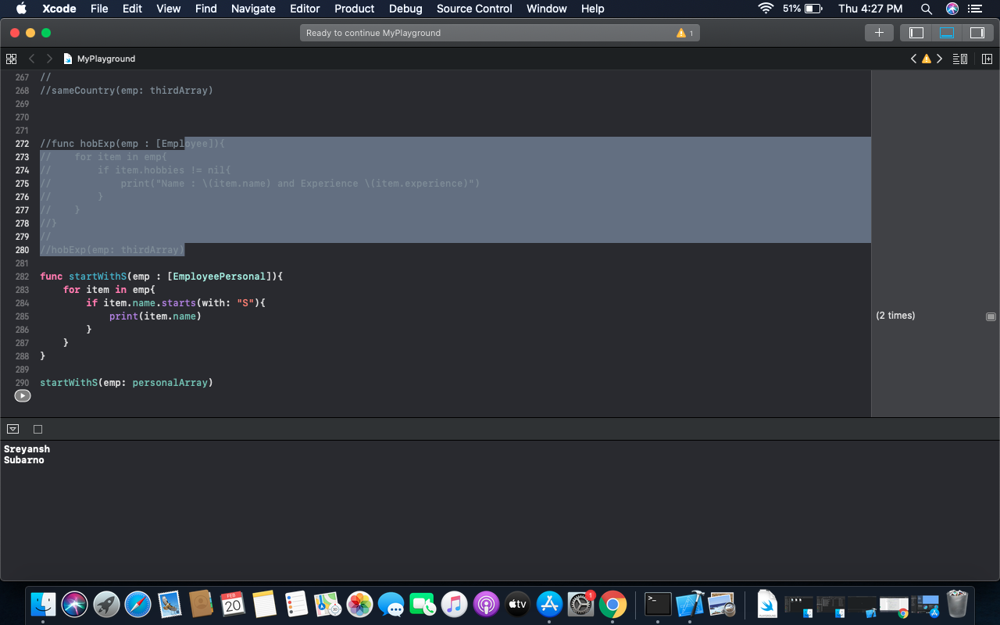 Xcode File Edit View Find Navigate Editor Product Debug Source Control Window Help 51% Thu 4:27 PM
Ready to continue MyPlayground 1
MyPlayground
267 //
268 //sameCountry(emp: thirdArray)
269
270
271
272 //func hobExp(emp : [Employee]){
273 //    for item in emp{
274 //        if item.hobbies != nil{
275 //            print("Name : \(item.name) and Experience \(item.experience)")
276 //        }
277 //    }
278 //}
279 //
280 //hobExp(emp: thirdArray)
281
282 func startWithS(emp : [EmployeePersonal]){
283     for item in emp{
284         if item.name.starts(with: "S"){
285             print(item.name)
(2 times)
286         }
287     }
288 }
289
290 startWithS(emp: personalArray)
Sreyansh
Subarno
FEB
20
tv
1